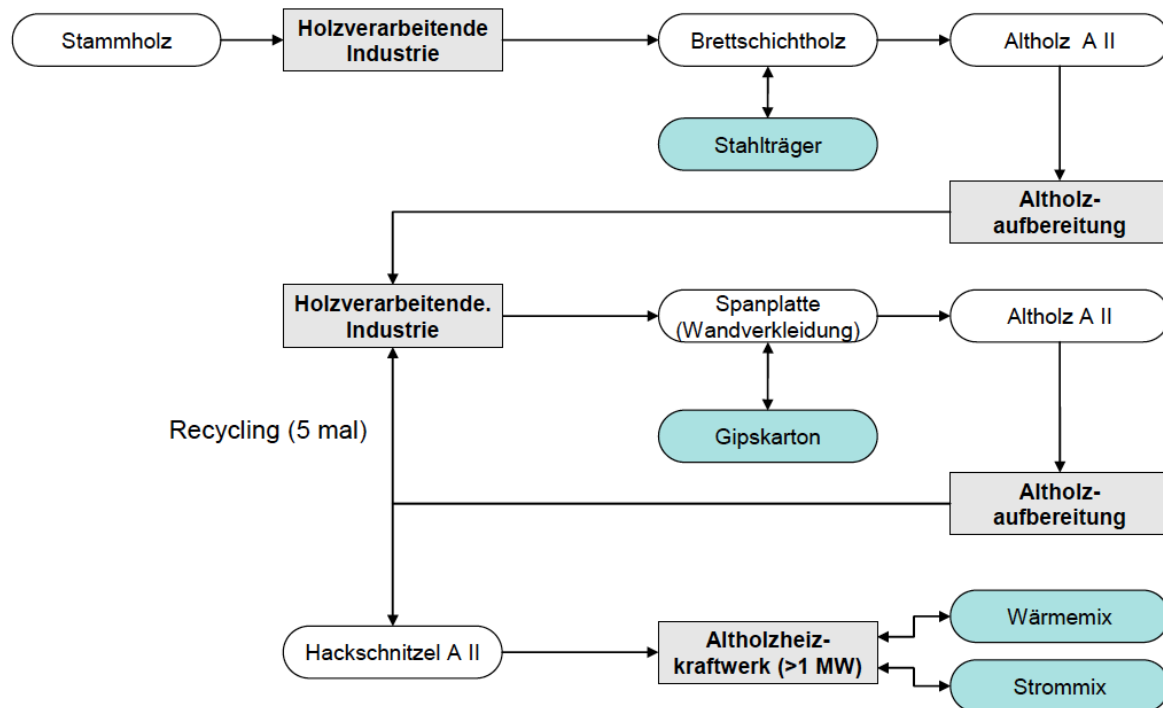 Stammholz
Holzverarbeitende
Industrie
Brettschichtholz
Altholz A II
Stahlträger
Altholz-
aufbereitung
Holzverarbeitende.
Industrie
Spanplatte
(Wandverkleidung)
Altholz A II
Recycling (5 mal)
Gipskarton
Altholz-
aufbereitung
Hackschnitzel A II
Altholzheiz-
kraftwerk (>1 MW)
Wärmemix
Strommix